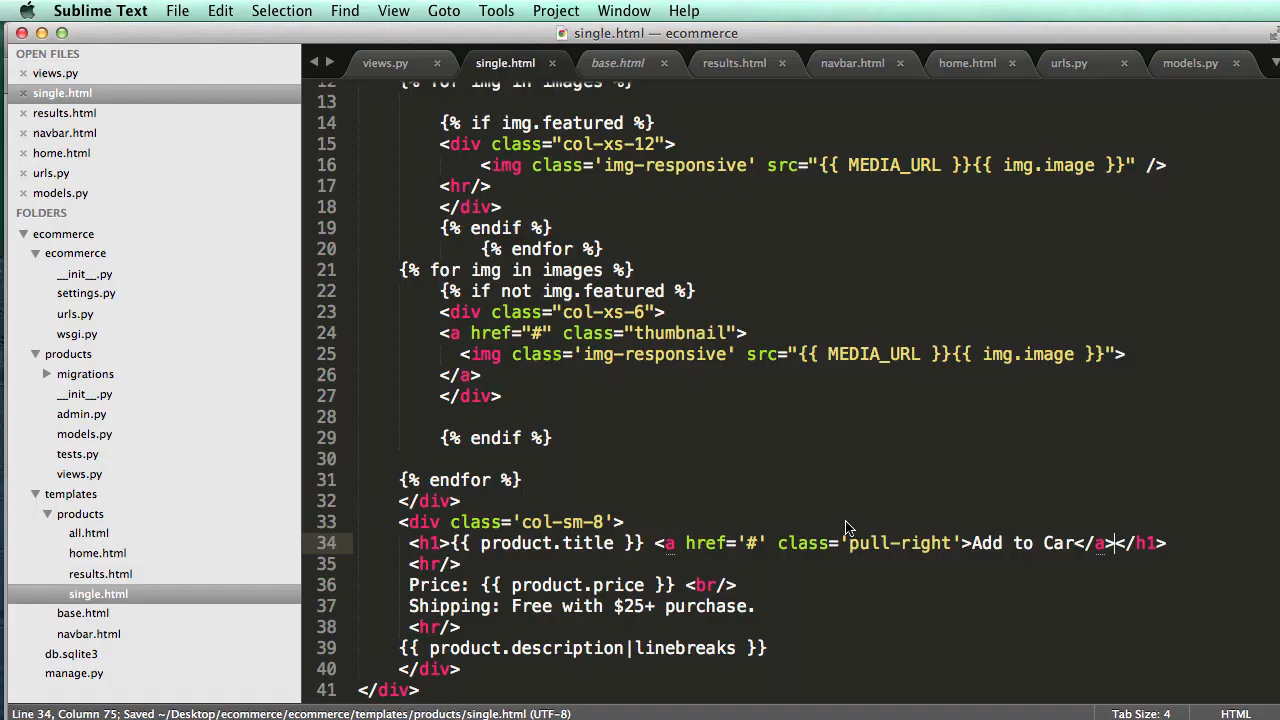 Sublime Text File Edit Selection Find View Goto Tools Project Window Help
single.html — ecommerce
OPEN FILES
views.py
single.html
results.html
navbar.html
home.html
urls.py
models.py
FOLDERS
ecommerce
ecommerce
__init__.py
settings.py
urls.py
wsgi.py
products
migrations
__init__.py
admin.py
models.py
tests.py
views.py
templates
products
all.html
home.html
results.html
single.html
base.html
navbar.html
db.sqlite3
manage.py
views.py single.html base.html results.html navbar.html home.html urls.py models.py
12 {% for img in images %}
13
14 {% if img.featured %}
15 <div class="col-xs-12">
16 <img class='img-responsive' src="{{ MEDIA_URL }}{{ img.image }}" />
17 <hr/>
18 </div>
19 {% endif %}
20 {% endfor %}
21 {% for img in images %}
22 {% if not img.featured %}
23 <div class="col-xs-6">
24 <a href="#" class="thumbnail">
25 <img class='img-responsive' src="{{ MEDIA_URL }}{{ img.image }}">
26 </a>
27 </div>
28
29 {% endif %}
30
31 {% endfor %}
32 </div>
33 <div class='col-sm-8'>
34 <h1>{{ product.title }} <a href='#' class='pull-right'>Add to Car</a></h1>
35 <hr/>
36 Price: {{ product.price }} <br/>
37 Shipping: Free with $25+ purchase.
38 <hr/>
39 {{ product.description|linebreaks }}
40 </div>
41 </div>
Line 34, Column 75; Saved ~/Desktop/ecommerce/ecommerce/templates/products/single.html (UTF-8) Tab Size: 4 HTML